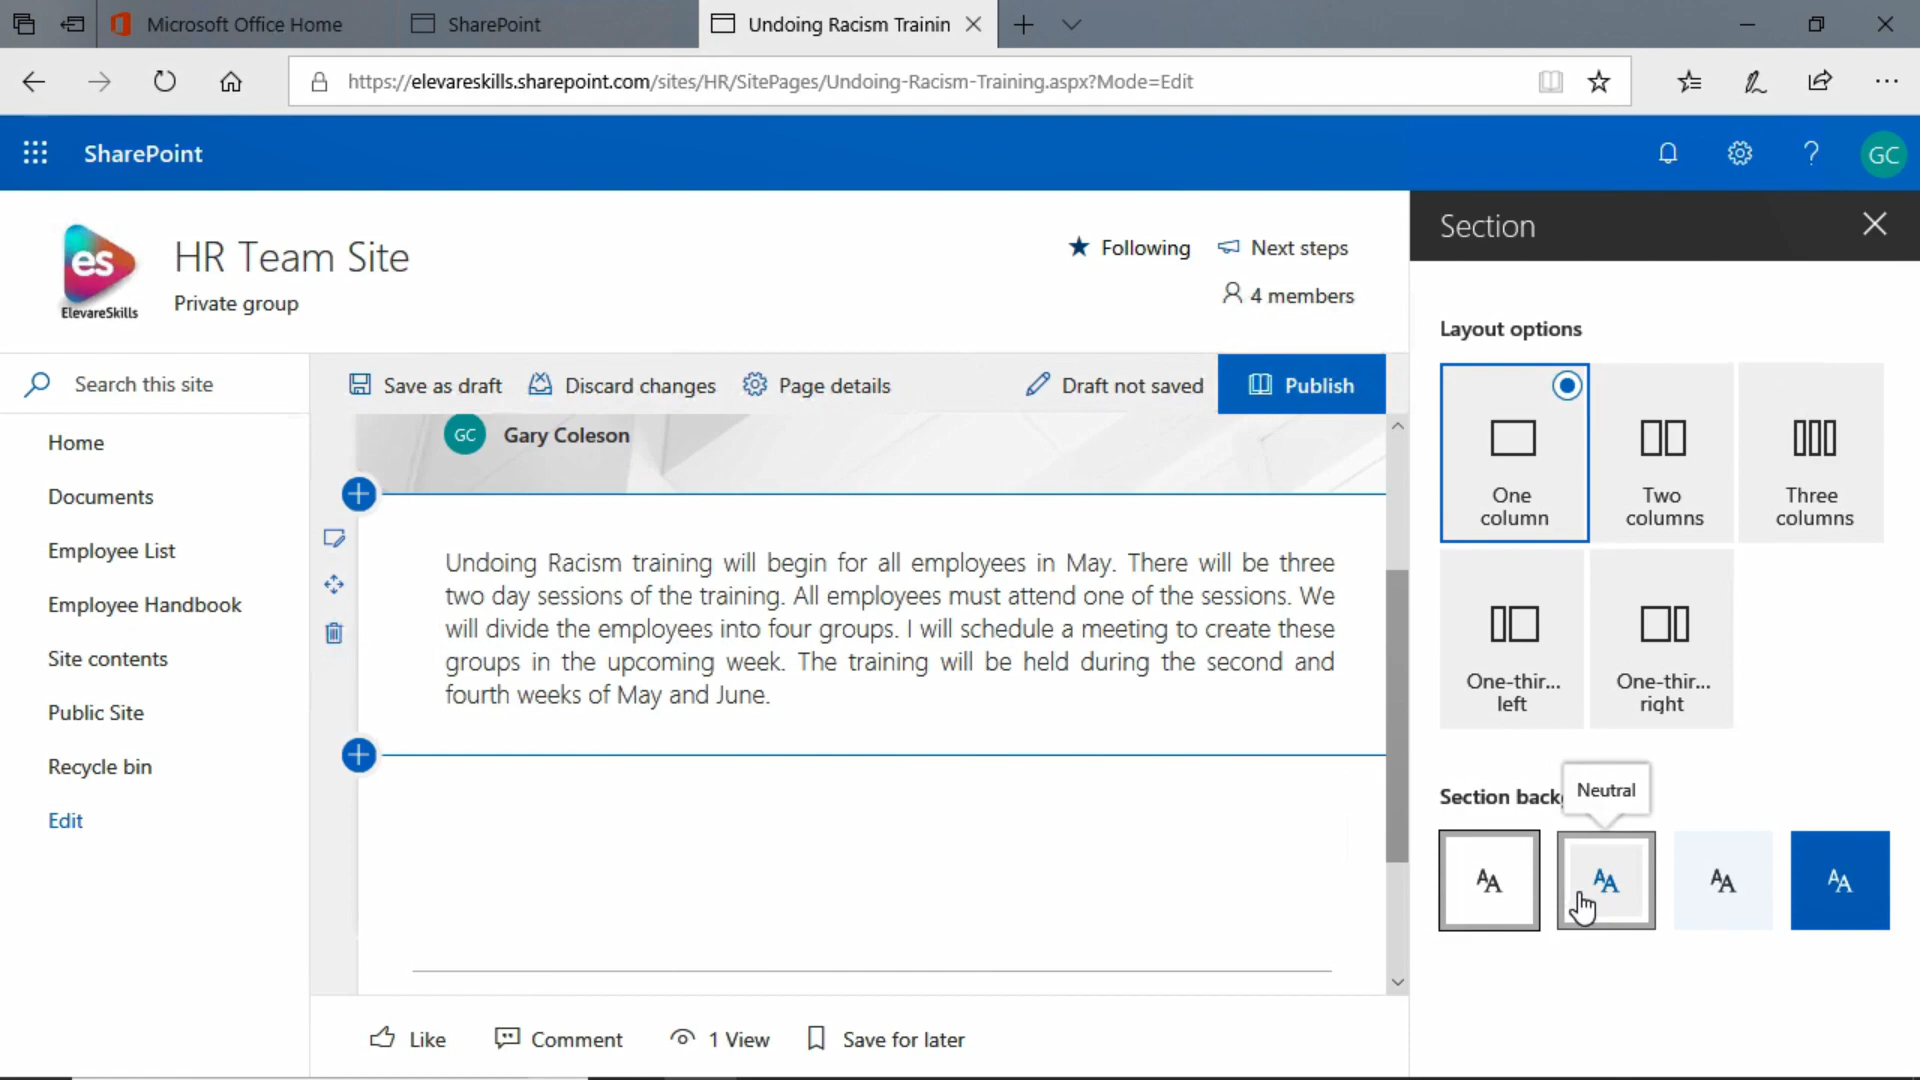 Microsoft Office Home
SharePoint
Undoing Racism Trainin
https://elevareskills.sharepoint.com/sites/HR/SitePages/Undoing-Racism-Training.aspx?Mode=Edit
SharePoint
GC
es
ElevareSkills
HR Team Site
Private group
Following
Next steps
4 members
Search this site
Home
Documents
Employee List
Employee Handbook
Site contents
Public Site
Recycle bin
Edit
Save as draft
Discard changes
Page details
Draft not saved
Publish
GC
Gary Coleson
Undoing Racism training will begin for all employees in May. There will be three
two day sessions of the training. All employees must attend one of the sessions. We
will divide the employees into four groups. I will schedule a meeting to create these
groups in the upcoming week. The training will be held during the second and
fourth weeks of May and June.
Like
Comment
1 View
Save for later
Section
Layout options
One
column
Two
columns
Three
columns
One-thir...
left
One-thir...
right
Section back
Neutral
AA
AA
AA
AA